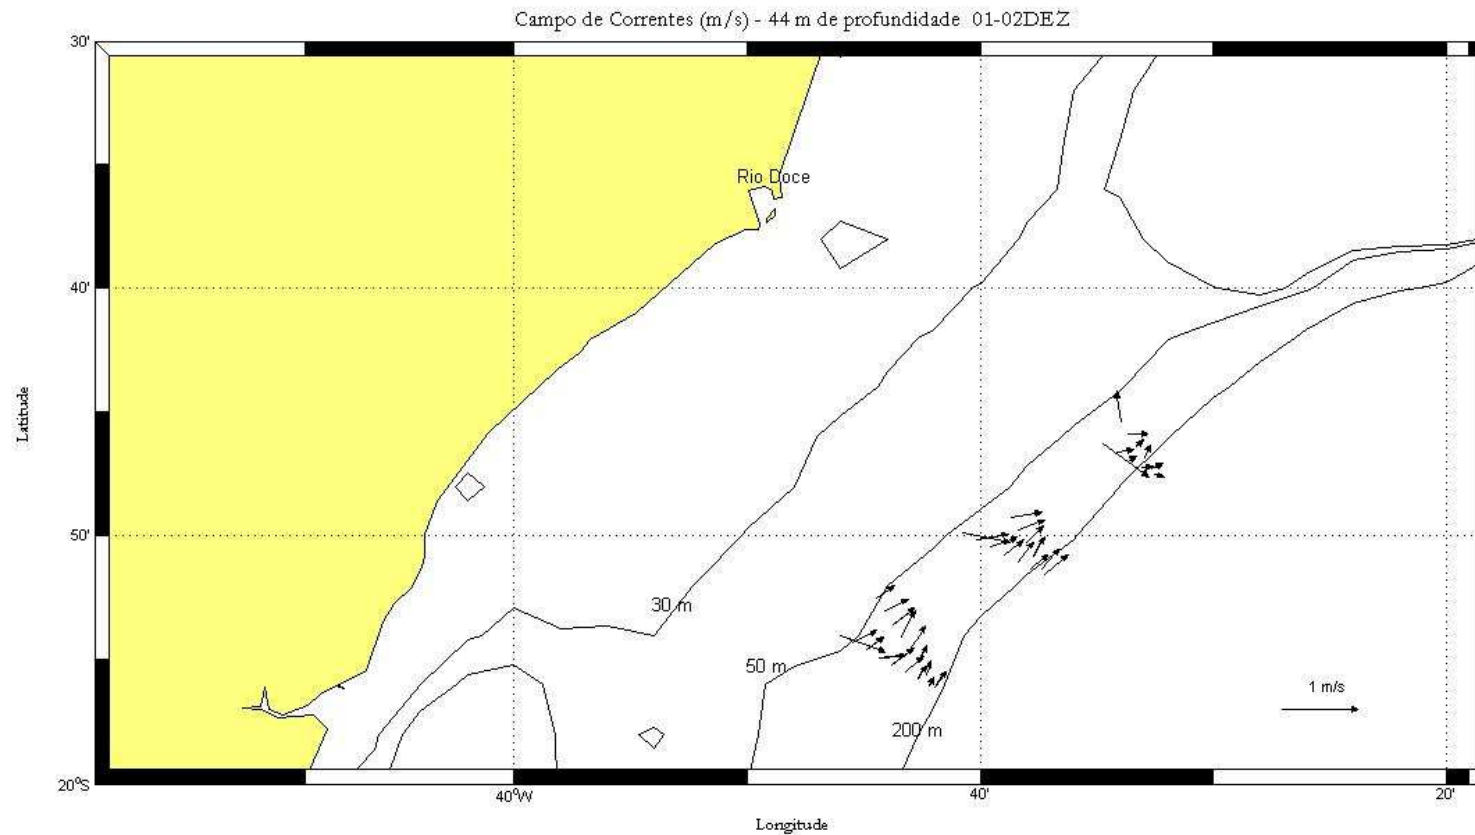 Campo de Correntes (m/s) - 44 m de profundidade 01-02DEZ
30'
Rio Doce
40'
Latitude
50'
30 m
50 m
1 m/s
200 m
20°S
40°W
40'
20'
Longitude